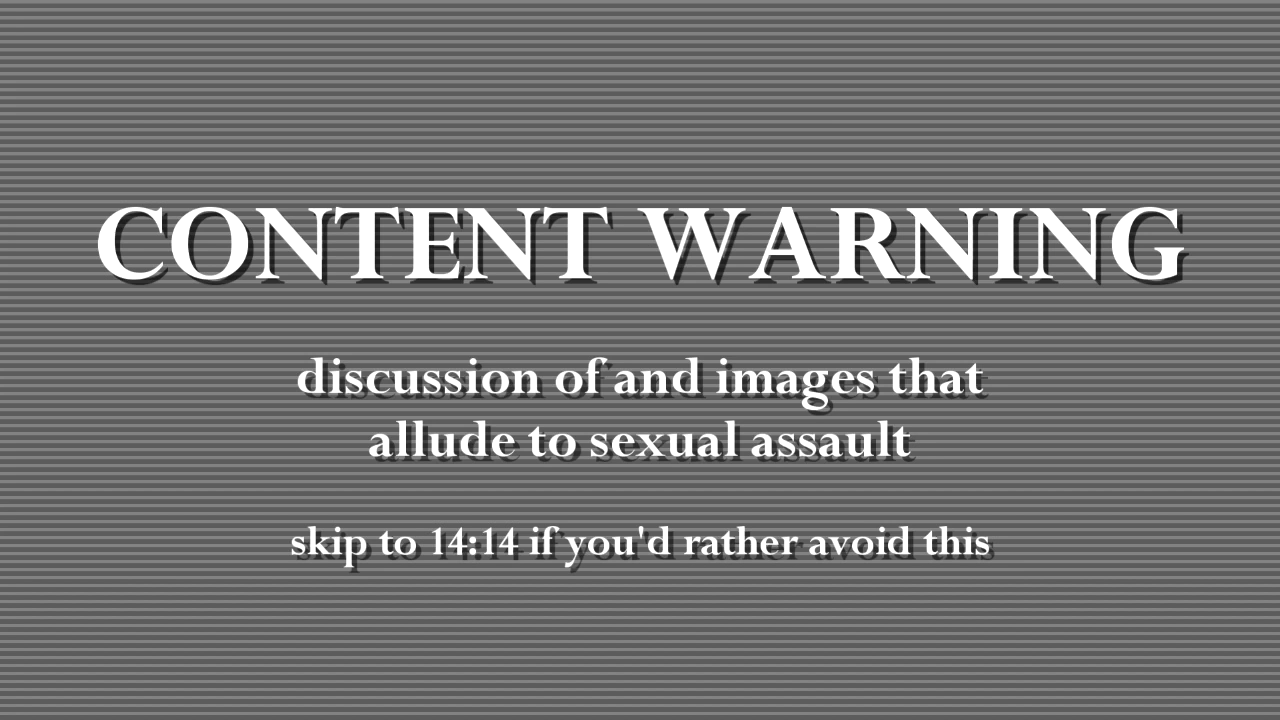 CONTENT WARNING
discussion of and images that
allude to sexual assault
skip to 14:14 if you'd rather avoid this